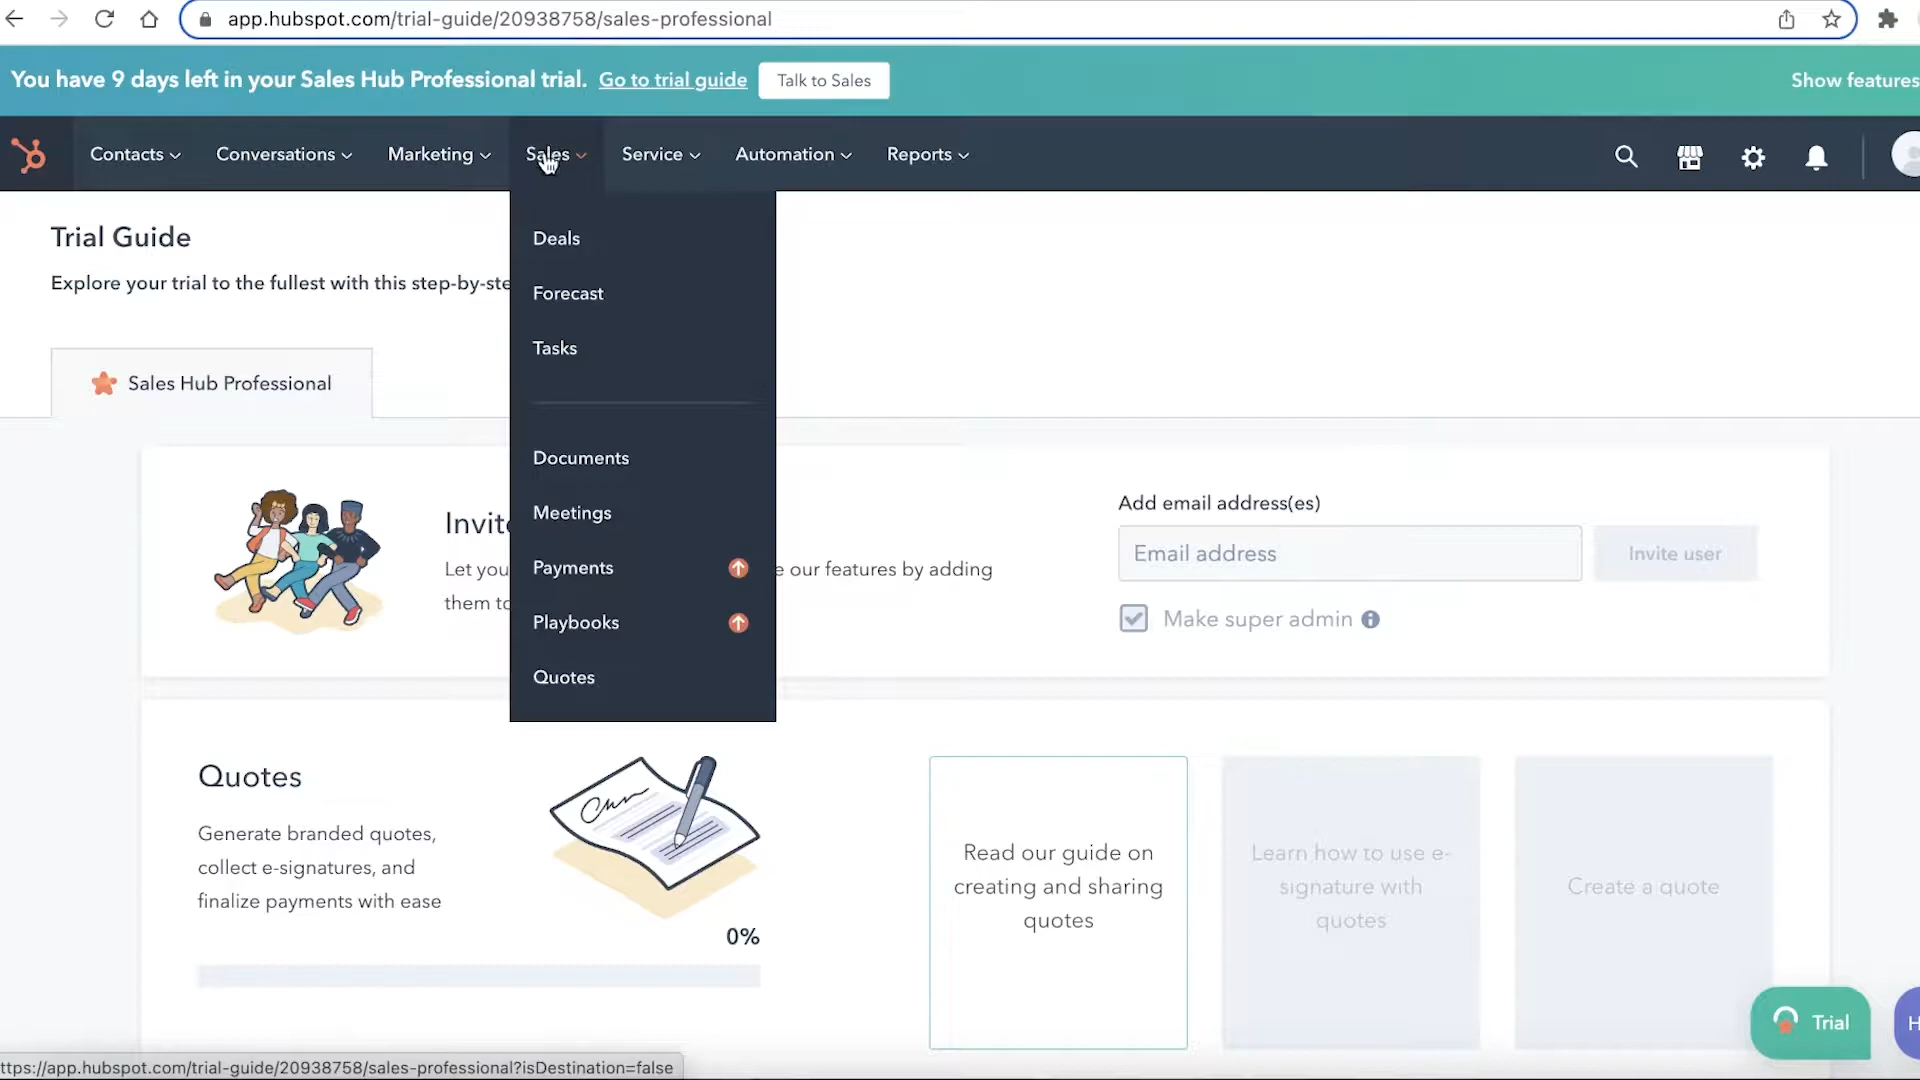 app.hubspot.com/trial-guide/20938758/sales-professional
You have 9 days left in your Sales Hub Professional trial. Go to trial guide Talk to Sales Show features
Contacts Conversations Marketing Sales Service Automation Reports
Trial Guide
Explore your trial to the fullest with this step-by-ste
Sales Hub Professional
Deals
Forecast
Tasks
Documents
Meetings
Payments
Playbooks
Quotes
Invite
Let you e our features by adding
them to
Add email address(es)
Email address Invite user
Make super admin
Quotes
Generate branded quotes,
collect e-signatures, and
finalize payments with ease
0%
Read our guide on
creating and sharing
quotes
Learn how to use e-
signature with
quotes
Create a quote
Trial
H
ttps://app.hubspot.com/trial-guide/20938758/sales-professional?isDestination=false